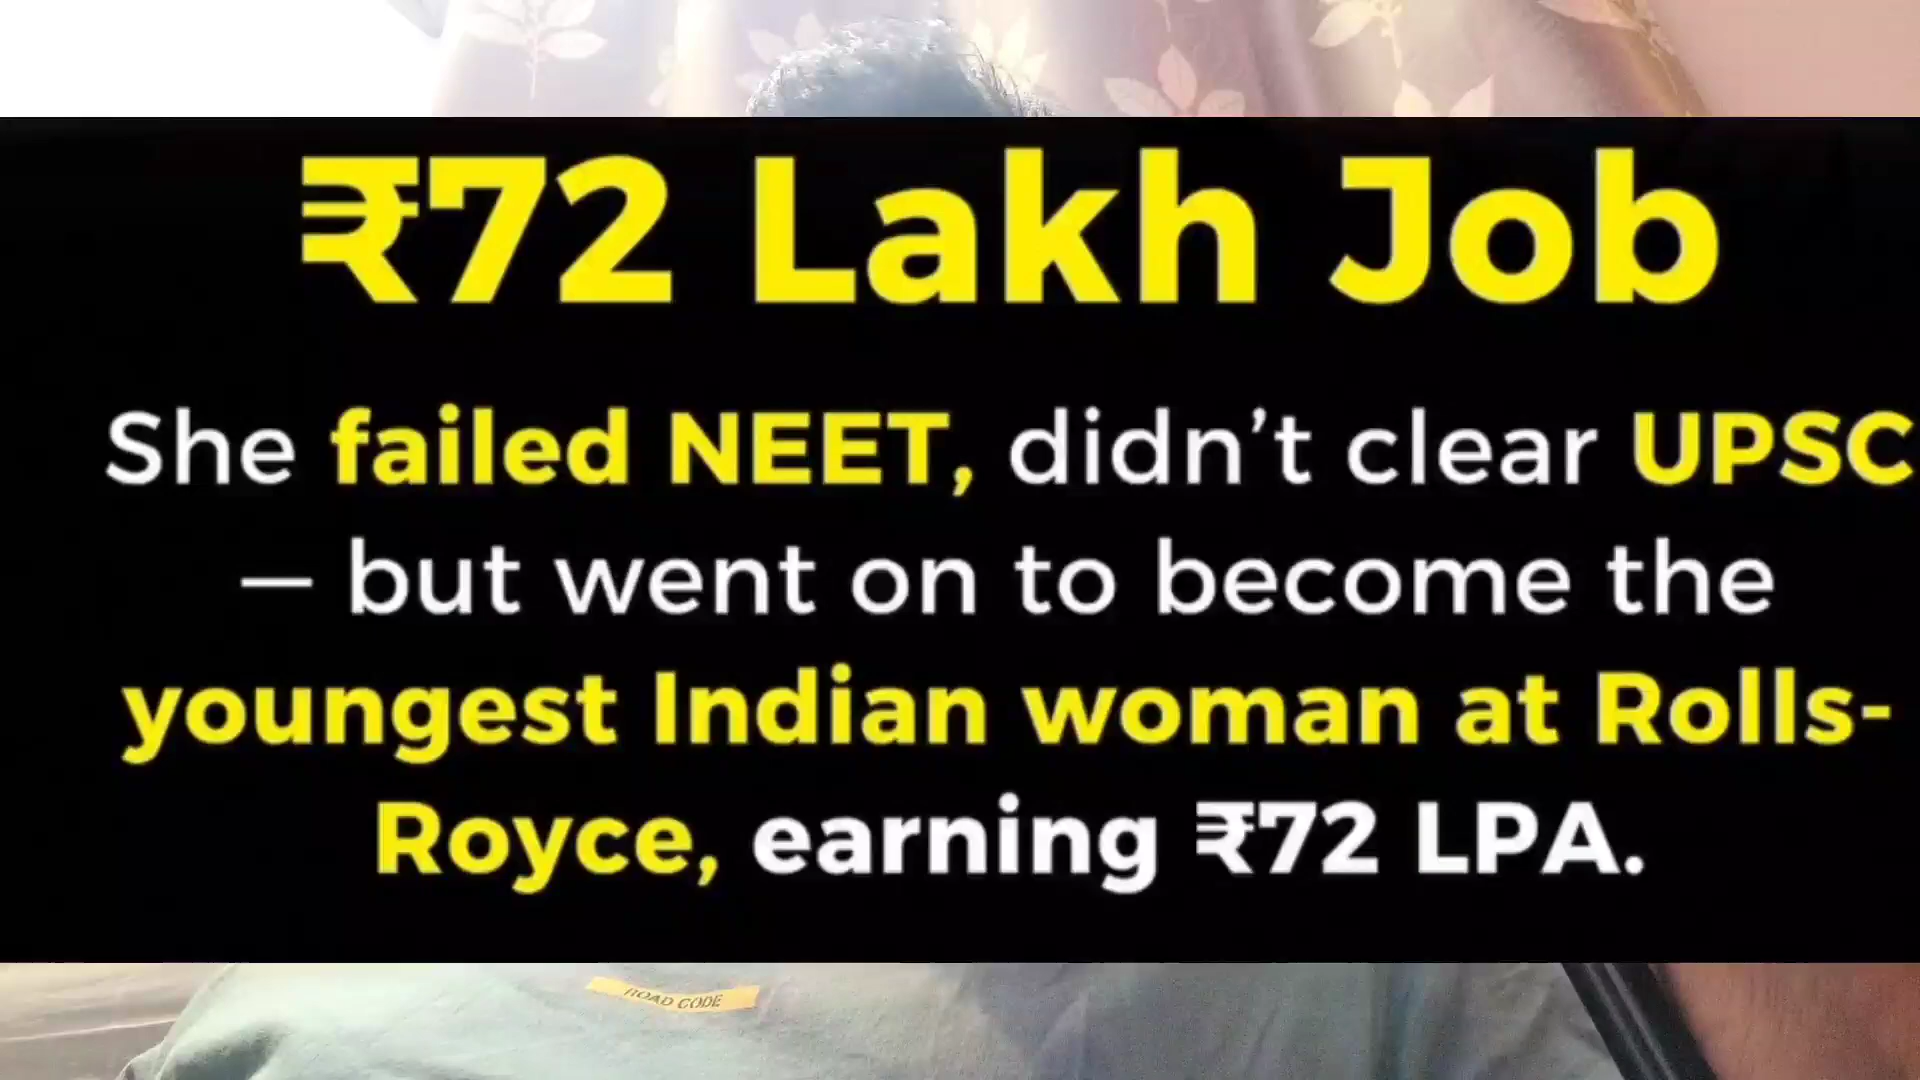 ₹72 Lakh Job
She failed NEET, didn’t clear UPSC
— but went on to become the
youngest Indian woman at Rolls-
Royce, earning ₹72 LPA.
ROAD CODE